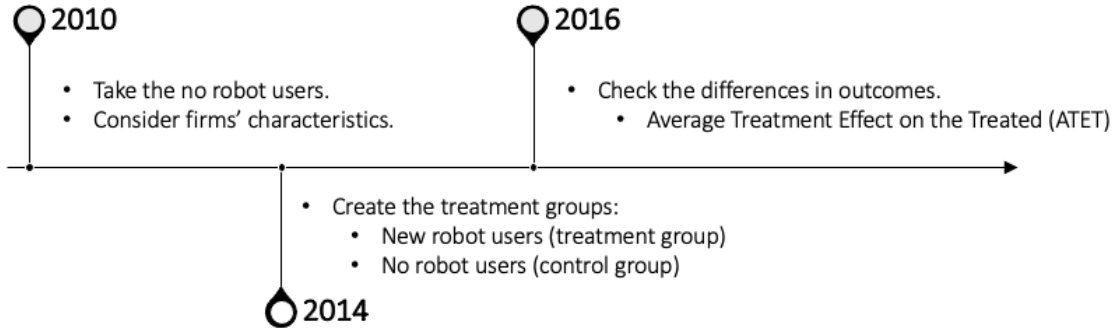 2010
• Take the no robot users.
• Consider firms’ characteristics.
2016
• Check the differences in outcomes.
• Average Treatment Effect on the Treated (ATET)
• Create the treatment groups:
• New robot users (treatment group)
• No robot users (control group)
2014